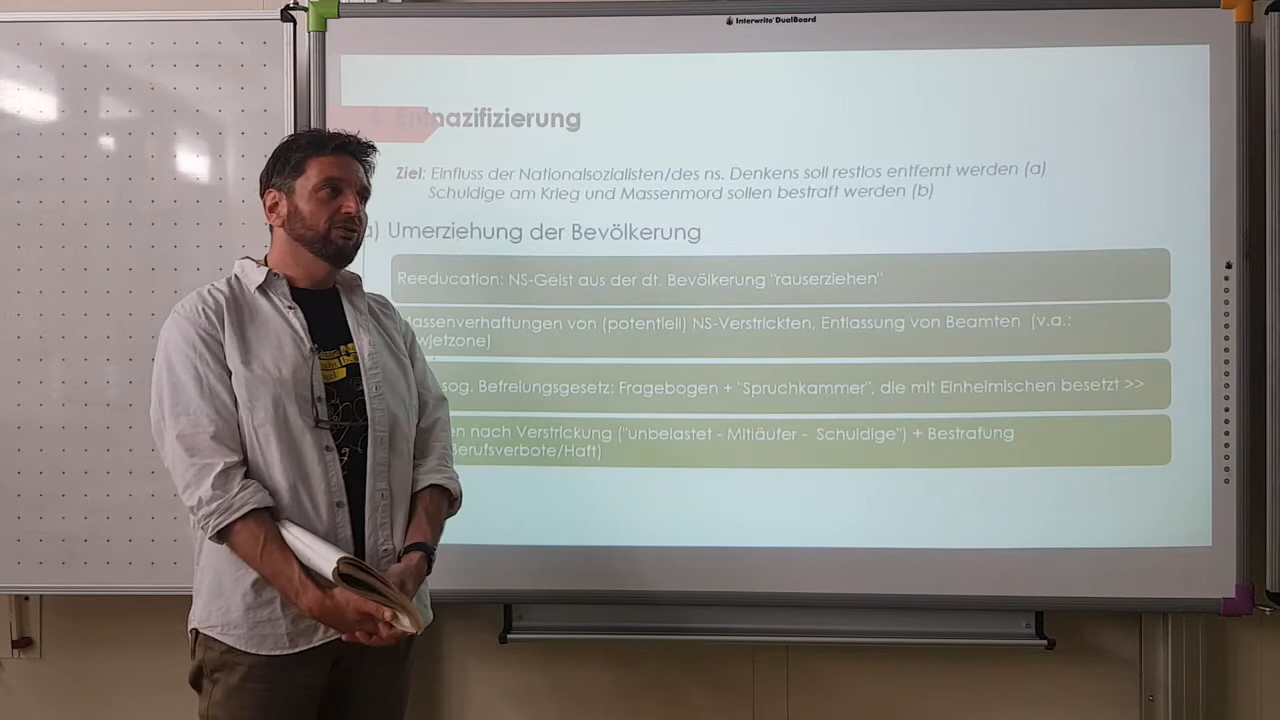 Interwrite DualBoard
Entnazifizierung
Ziel: Einfluss der Nationalsozialisten/des ns. Denkens soll restlos entfernt werden (a)
Schuldige am Krieg und Massenmord sollen bestraft werden (b)
a) Umerziehung der Bevölkerung
Reeducation: NS-Geist aus der dt. Bevölkerung "rauserziehen"
Massenverhaftungen von (potentiell) NS-Verstrickten, Entlassung von Beamten (v.a.:
wjetzone)
sog. Befreiungsgesetz: Fragebogen + "Spruchkammer", die mit Einheimischen besetzt >>
en nach Verstrickung ("unbelastet - Mitläufer - Schuldige") + Bestrafung
Berufsverbote/Haft)